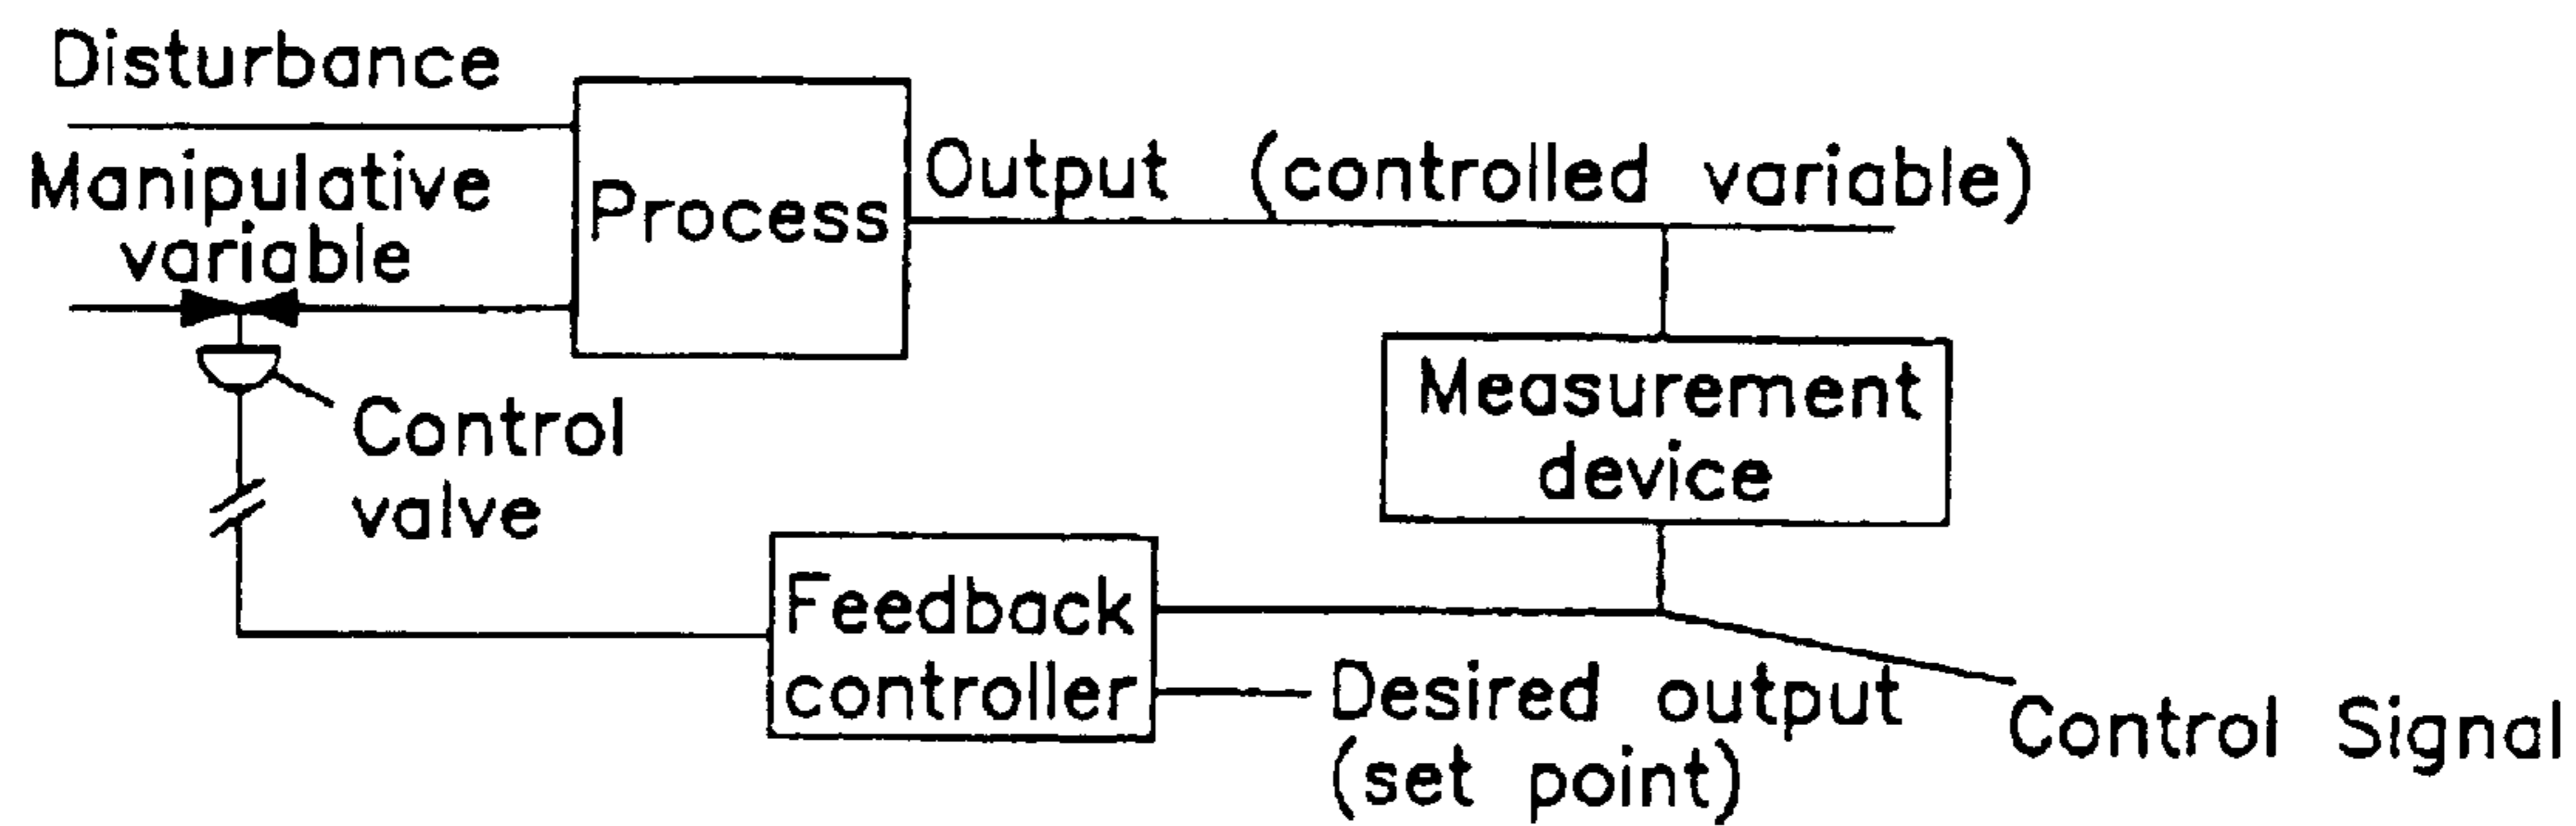 Disturbance
Manipulative
variable
Process
Output (controlled variable)
Measurement
device
Control
valve
Feedback
controller
Desired output
(set point)
Control Signal